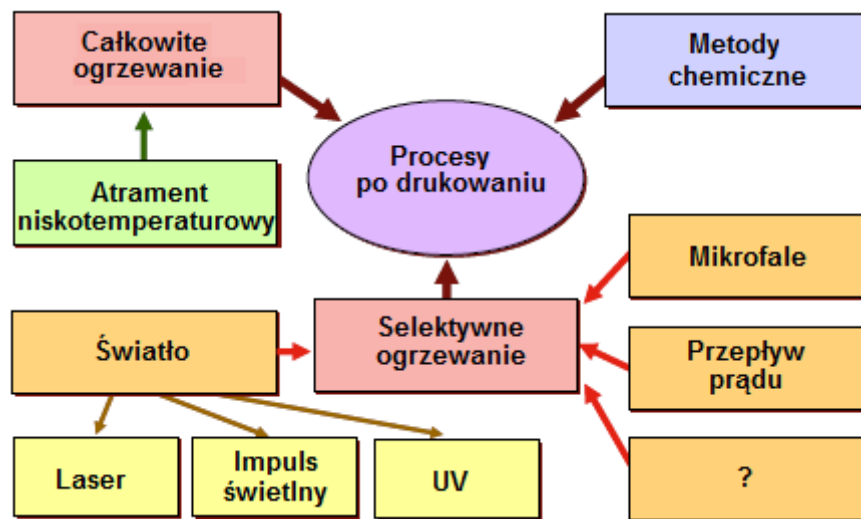 Całkowite
ogrzewanie
Metody
chemiczne
Procesy
po drukowaniu
Atrament
niskotemperaturowy
Mikrofale
Światło
Selektywne
ogrzewanie
Przepływ
prądu
Laser
Impuls
świetlny
UV
?